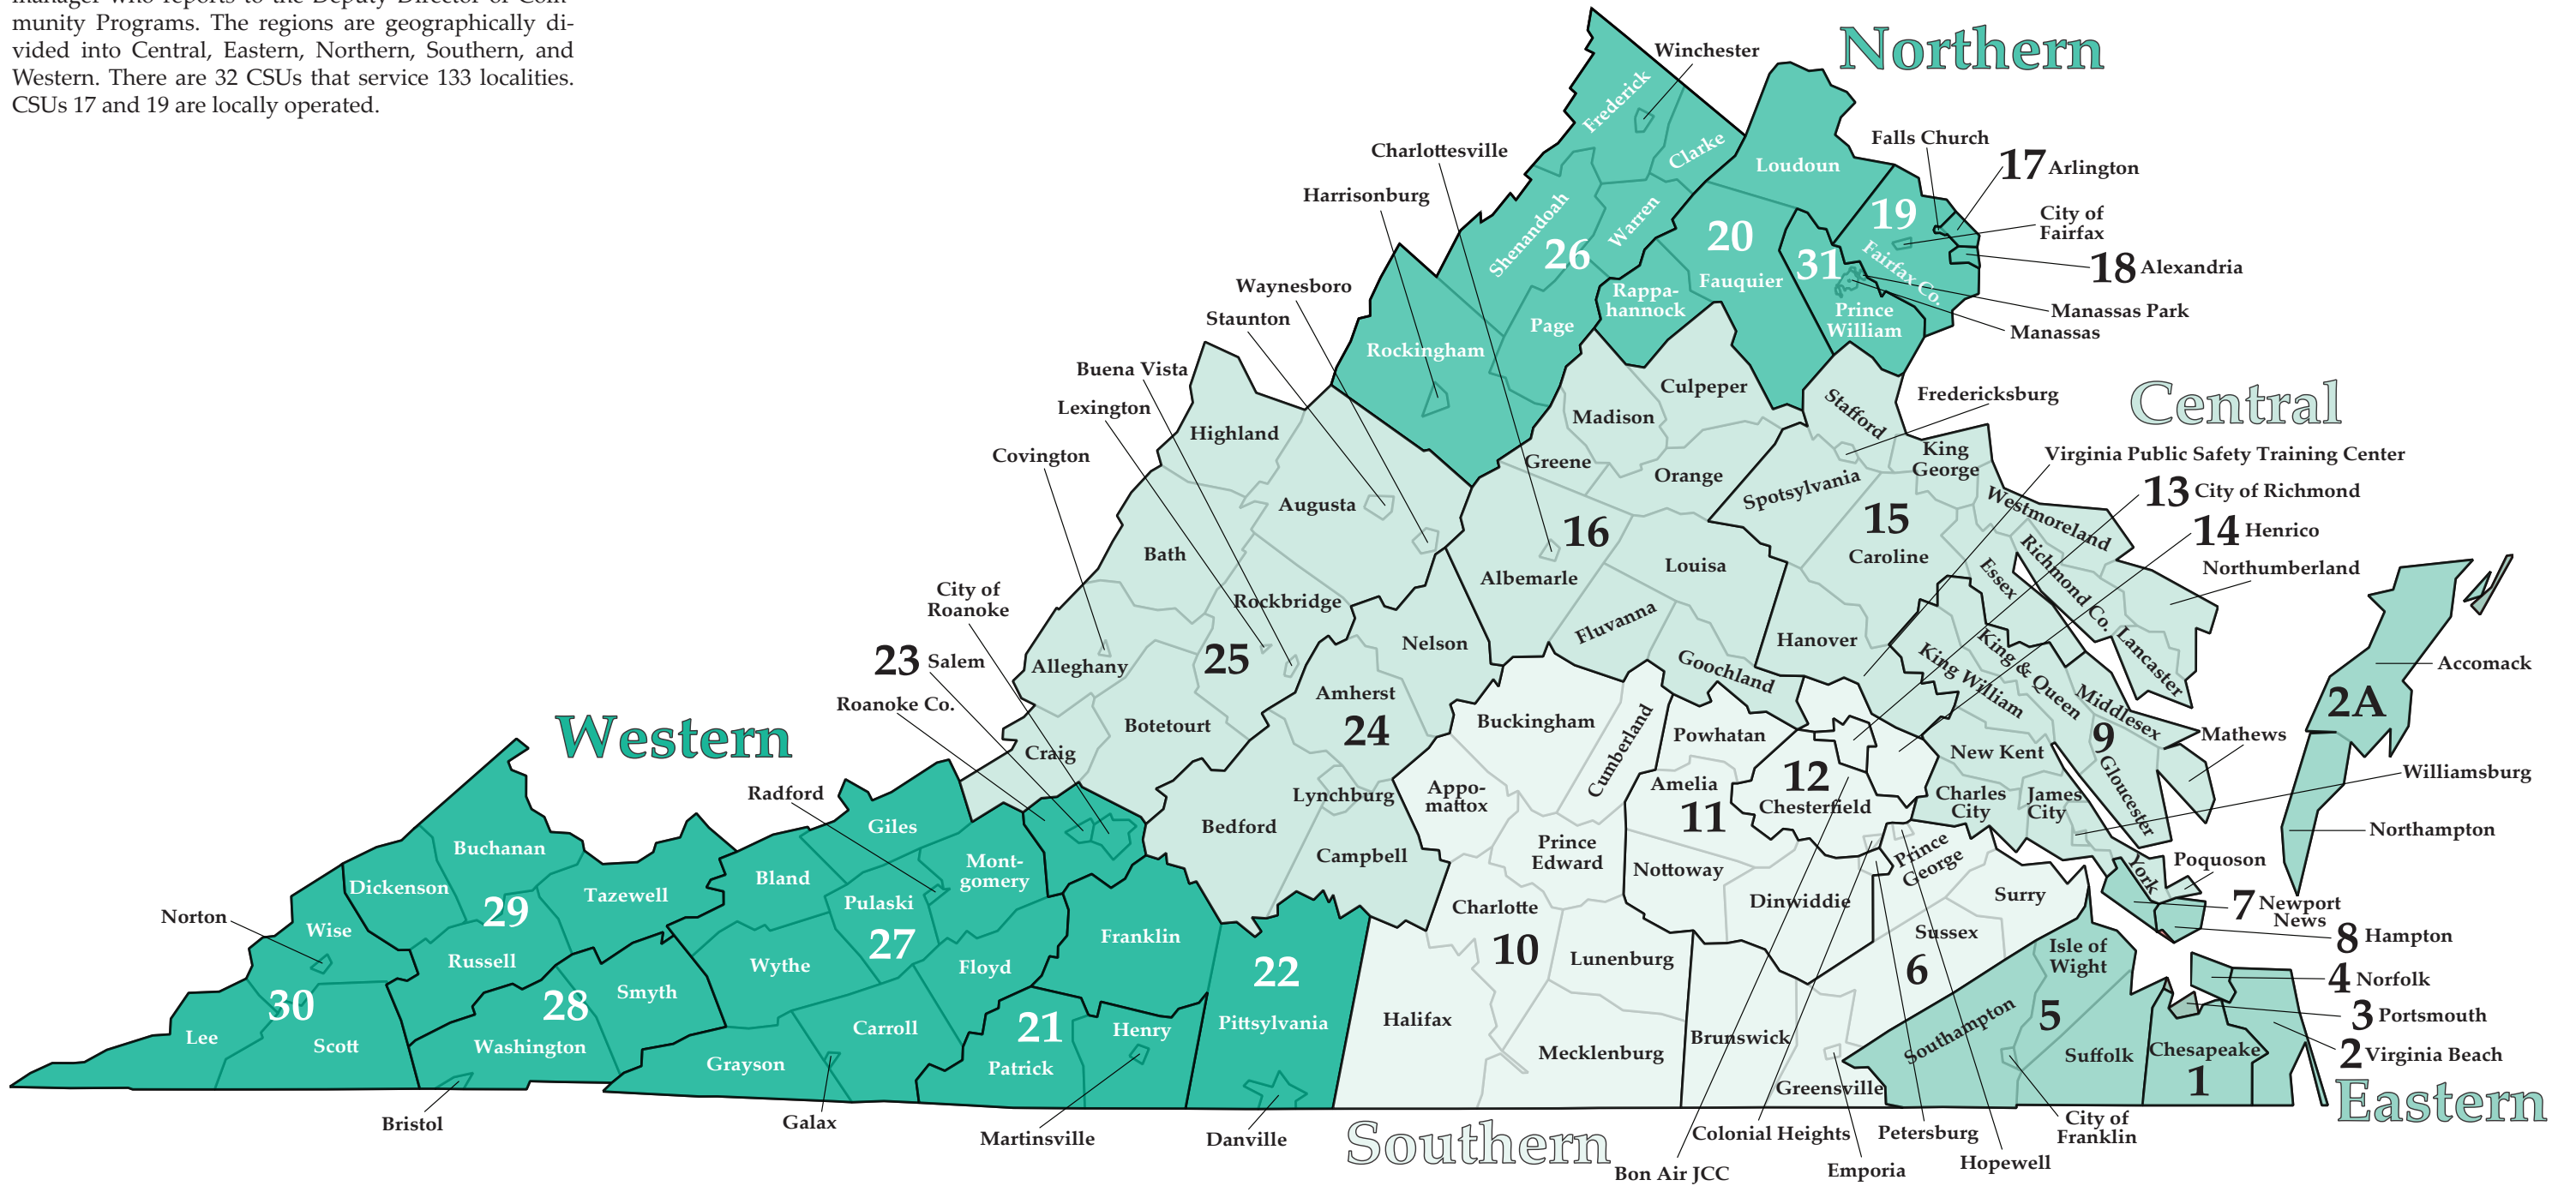 manager who reports to the Deputy Director of Com-
munity Programs. The regions are geographically di-
vided into Central, Eastern, Northern, Southern, and
Western. There are 32 CSUs that service 133 localities.
CSUs 17 and 19 are locally operated.
Northern
Winchester
Frederick
Clarke
Loudoun
Falls Church
17 Arlington
19
City of
Fairfax
Fairfax Co.
18 Alexandria
Manassas Park
Manassas
Charlottesville
Harrisonburg
Shenandoah
Warren
26
20
Fauquier
31
Prince
William
Rappa-
hannock
Page
Rockingham
Waynesboro
Staunton
Buena Vista
Lexington
Covington
Central
Culpeper
Madison
Stafford
Fredericksburg
King
George
Virginia Public Safety Training Center
13 City of Richmond
14 Henrico
Northumberland
Highland
Greene
Orange
Spotsylvania
Westmoreland
Augusta
16
15
Caroline
Richmond Co.
Essex
Bath
Albemarle
Louisa
Lancaster
City of
Roanoke
Rockbridge
Nelson
Fluvanna
Hanover
King William
King & Queen
Middlesex
Accomack
2A
23 Salem
Roanoke Co.
Alleghany
25
Amherst
24
Goochland
Botetourt
Craig
Buckingham
Cumberland
Powhatan
9
Mathews
New Kent
Gloucester
Williamsburg
Western
Radford
Giles
Lynchburg
Appo-
mattox
Amelia
11
12
Chesterfield
Charles
City
James
City
Northampton
Buchanan
Bedford
Campbell
Prince
Edward
Nottoway
Prince
George
York
Poquoson
7 Newport
News
8 Hampton
Dickenson
29
Tazewell
Bland
Pulaski
Mont-
gomery
Charlotte
Dinwiddie
Surry
Norton
Wise
Russell
27
Wythe
Floyd
Franklin
22
10
Lunenburg
Sussex
6
Isle of
Wight
4 Norfolk
3 Portsmouth
2 Virginia Beach
30
Lee
Scott
28
Smyth
Washington
Grayson
Carroll
21
Patrick
Henry
Pittsylvania
Halifax
Mecklenburg
Brunswick
Greensville
Southampton
5
Suffolk
Chesapeake
1
Eastern
Bristol
Galax
Martinsville
Danville
Southern
Bon Air JCC
Colonial Heights
Emporia
Petersburg
Hopewell
City of
Franklin